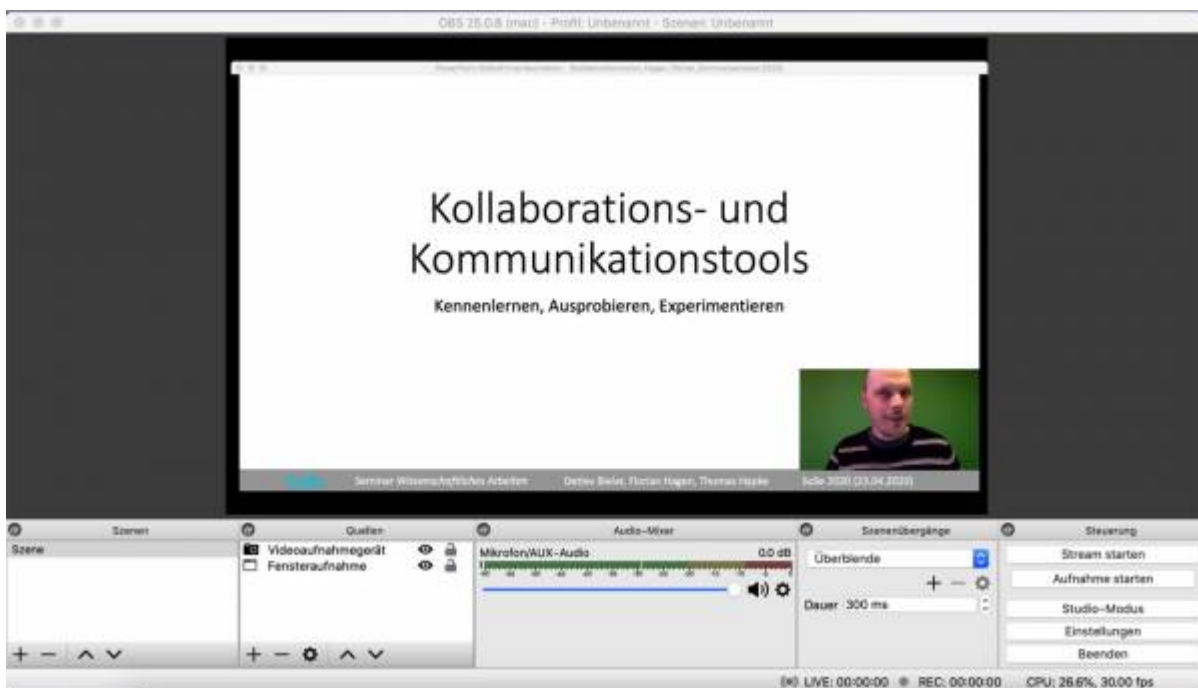 OBS 25.0.8 (mac) - Profil: Unbenannt - Szenen: Unbenannt
Kollaborations- und
Kommunikationstools
Kennenlernen, Ausprobieren, Experimentieren
Seminar Wissenschaftliches Arbeiten Detlev Bieler, Florian Hagen, Thomas Hapke SoSe 2020 (23.04.2020)
Szenen
Szene
Quellen
Videoaufnahmegerät
Fensteraufnahme
Audio-Mixer
Mikrofon/AUX-Audio 0.0 dB
Szenenübergänge
Überblende
Dauer 300 ms
Steuerung
Stream starten
Aufnahme starten
Studio-Modus
Einstellungen
Beenden
LIVE: 00:00:00 REC: 00:00:00 CPU: 26.6%, 30.00 fps